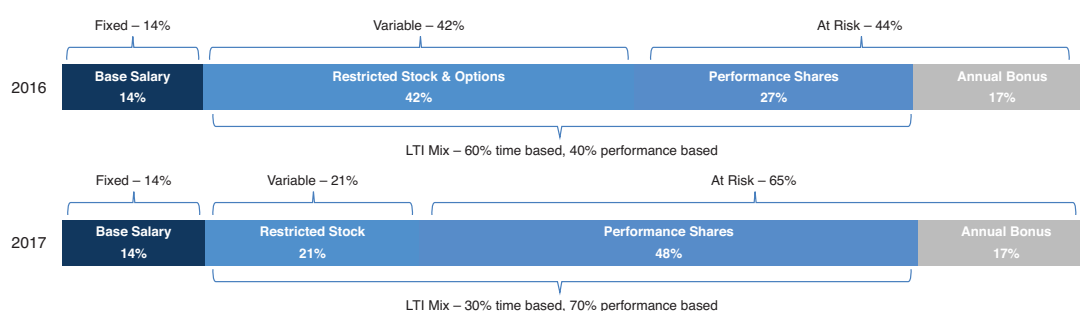 Fixed – 14%
Variable – 42%
At Risk – 44%
2016
Base Salary
14%
Restricted Stock & Options
42%
Performance Shares
27%
Annual Bonus
17%
LTI Mix – 60% time based, 40% performance based
Fixed – 14%
Variable – 21%
At Risk – 65%
2017
Base Salary
14%
Restricted Stock
21%
Performance Shares
48%
Annual Bonus
17%
LTI Mix – 30% time based, 70% performance based